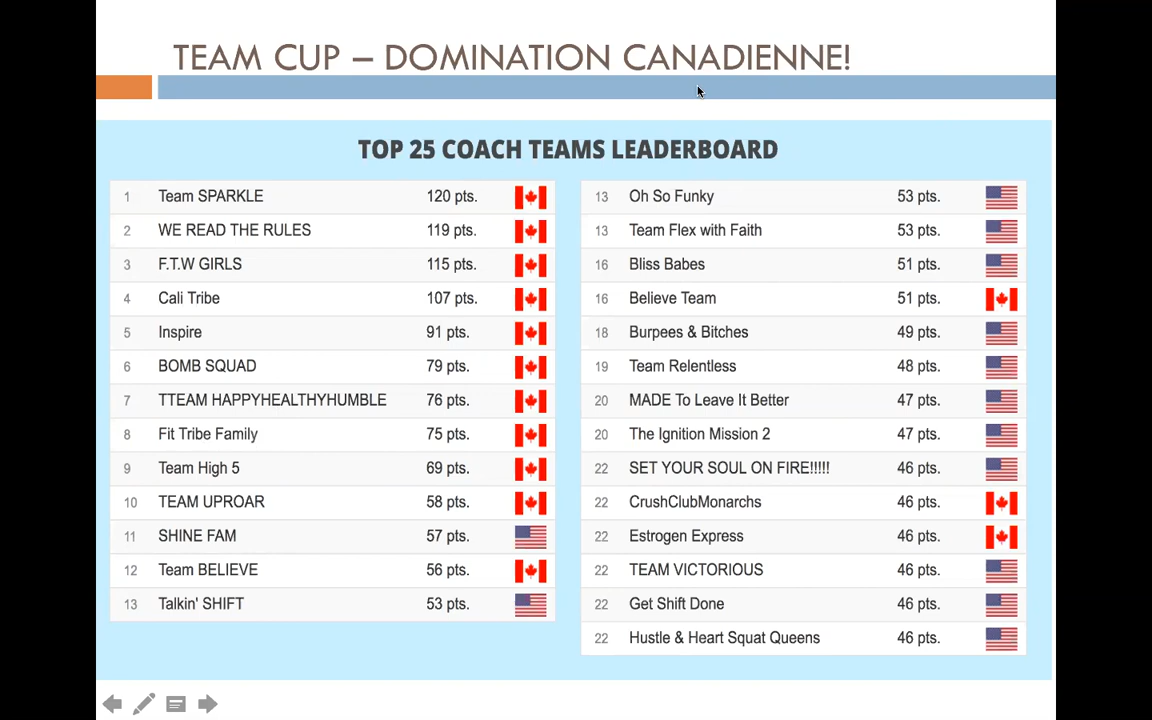 TEAM CUP – DOMINATION CANADIENNE!
TOP 25 COACH TEAMS LEADERBOARD
1 Team SPARKLE 120 pts.
2 WE READ THE RULES 119 pts.
3 F.T.W GIRLS 115 pts.
4 Cali Tribe 107 pts.
5 Inspire 91 pts.
6 BOMB SQUAD 79 pts.
7 TTEAM HAPPYHEALTHYHUMBLE 76 pts.
8 Fit Tribe Family 75 pts.
9 Team High 5 69 pts.
10 TEAM UPROAR 58 pts.
11 SHINE FAM 57 pts.
12 Team BELIEVE 56 pts.
13 Talkin' SHIFT 53 pts.
13 Oh So Funky 53 pts.
13 Team Flex with Faith 53 pts.
16 Bliss Babes 51 pts.
16 Believe Team 51 pts.
18 Burpees & Bitches 49 pts.
19 Team Relentless 48 pts.
20 MADE To Leave It Better 47 pts.
20 The Ignition Mission 2 47 pts.
22 SET YOUR SOUL ON FIRE!!!!! 46 pts.
22 CrushClubMonarchs 46 pts.
22 Estrogen Express 46 pts.
22 TEAM VICTORIOUS 46 pts.
22 Get Shift Done 46 pts.
22 Hustle & Heart Squat Queens 46 pts.